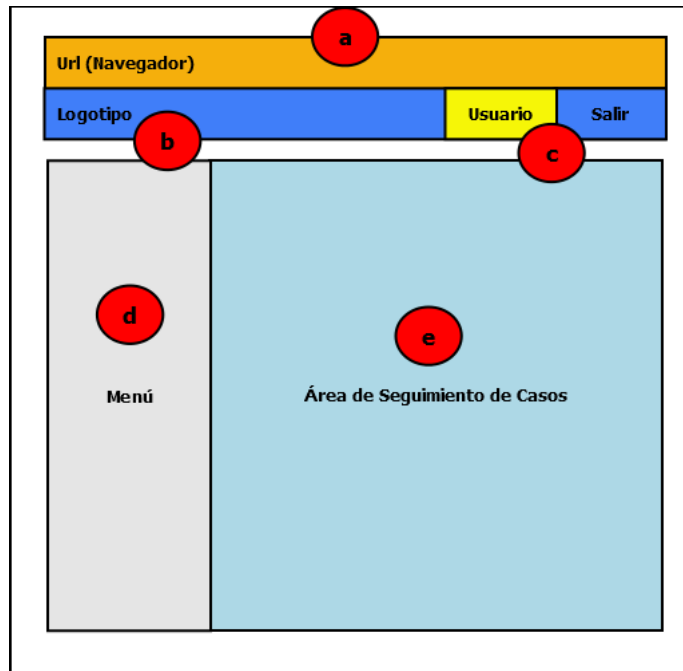 a
Url (Navegador)
Logotipo
Usuario
Salir
b
c
d
e
Menú
Área de Seguimiento de Casos